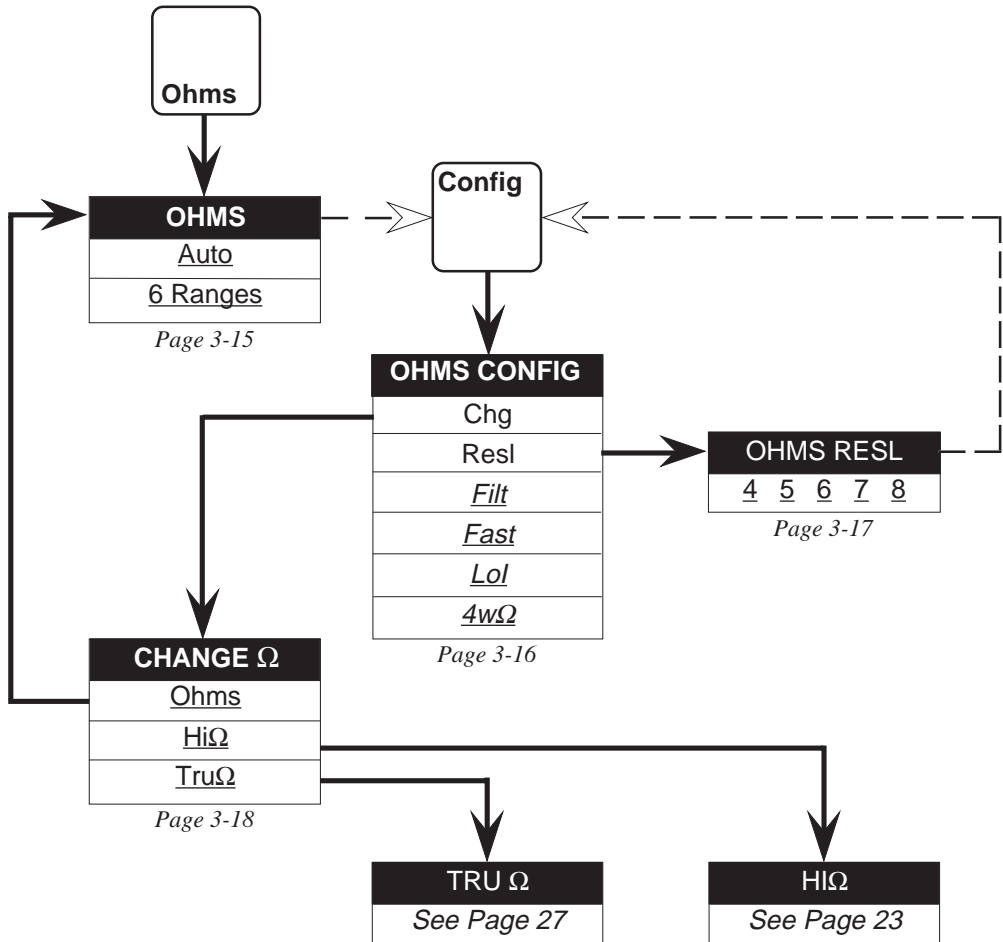 Ohms
Config
OHMS
Auto
6 Ranges
Page 3-15
OHMS CONFIG
Chg
Resl
Filt
Fast
LoI
4wΩ
Page 3-16
OHMS RESL
4 5 6 7 8
Page 3-17
CHANGE Ω
Ohms
HiΩ
TruΩ
Page 3-18
TRU Ω
See Page 27
HIΩ
See Page 23